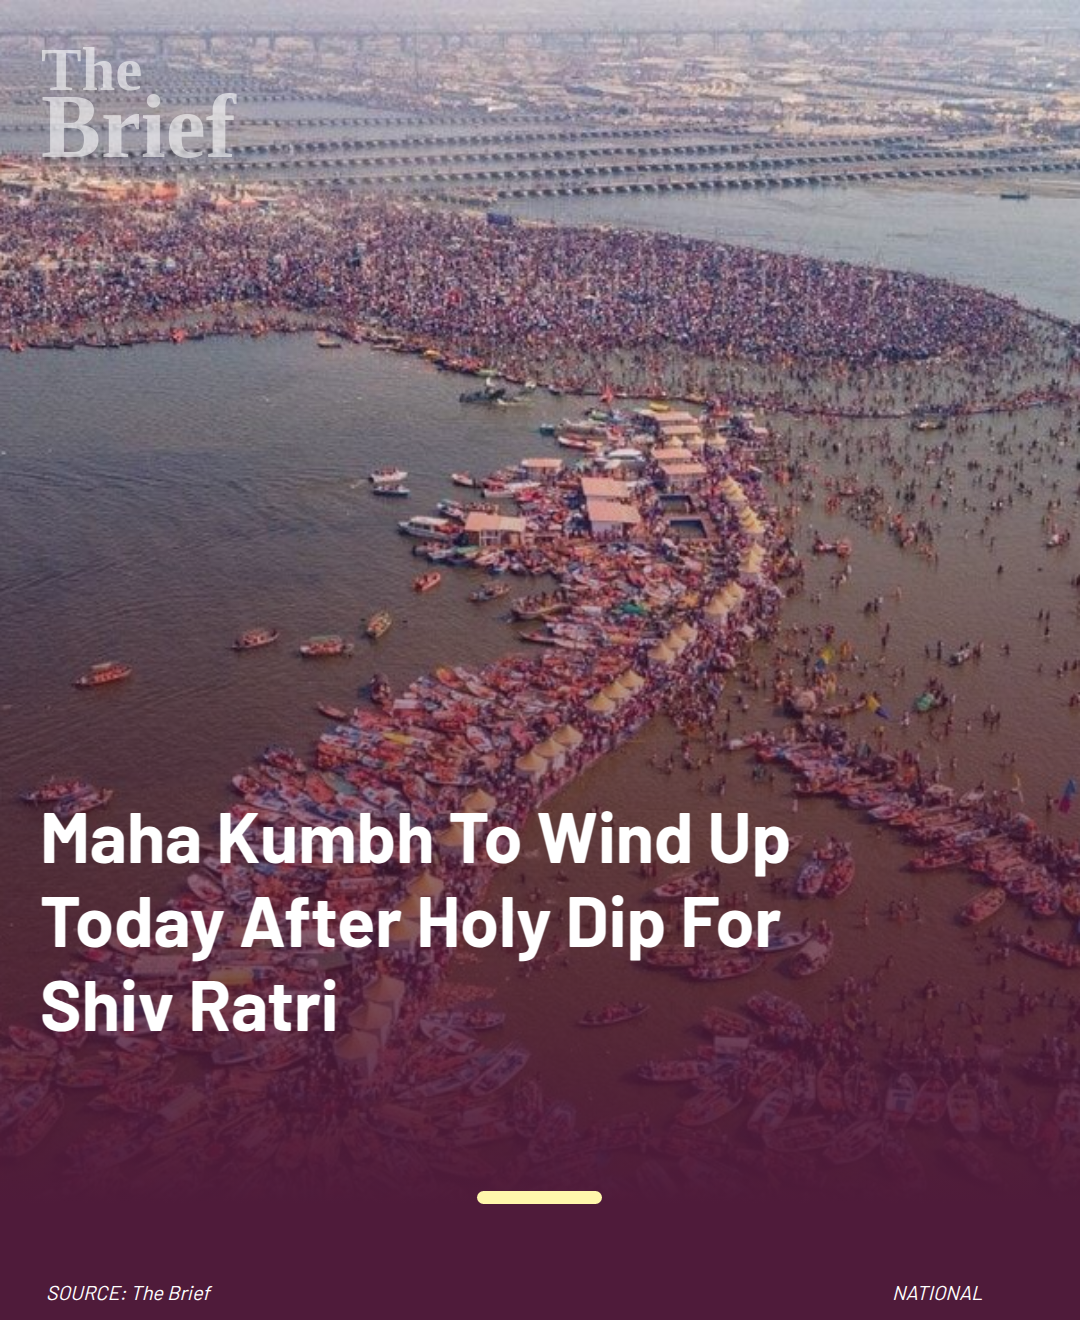 The
Brief
Maha Kumbh To Wind Up
Today After Holy Dip For
Shiv Ratri
SOURCE: The Brief
NATIONAL